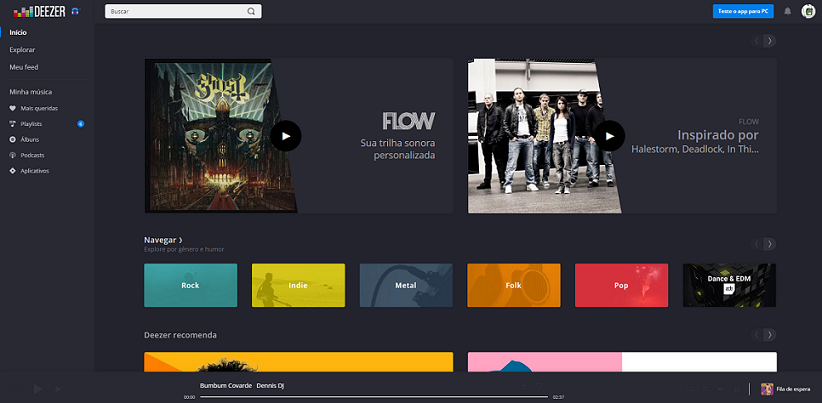 DEEZER
Buscar
Teste o app para PC
Início
Explorar
Meu feed
Minha música
Mais queridas
Playlists
Álbuns
Podcasts
Aplicativos
Ghost
FLOW
Sua trilha sonora
personalizada
FLOW
Inspirado por
Halestorm, Deadlock, In Thi...
Navegar
Explore por gênero e humor
Rock
Indie
Metal
Folk
Pop
Dance & EDM
Deezer recomenda
Bumbum Covarde Dennis DJ
00:00
02:37
Fila de espera